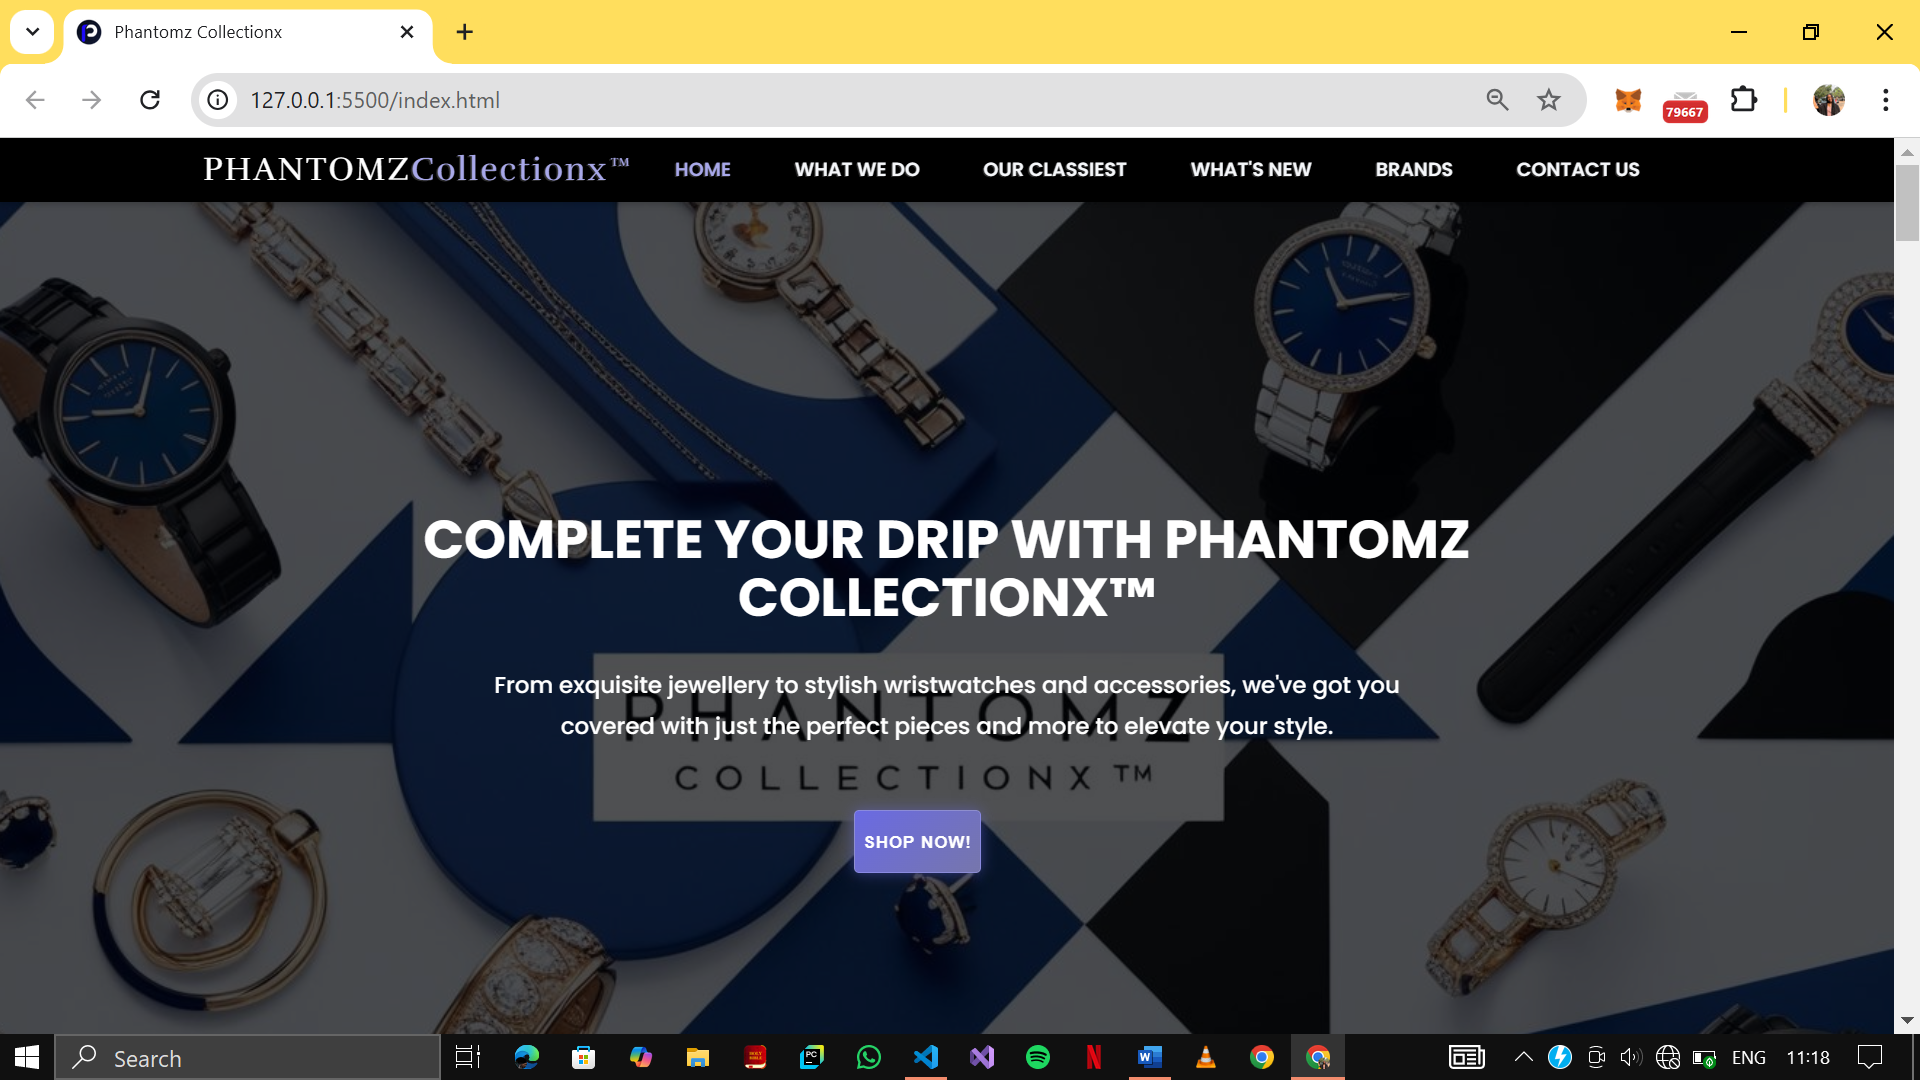 Phantomz Collectionx
127.0.0.1:5500/index.html
79667
PHANTOMZCollectionx™
HOME
WHAT WE DO
OUR CLASSIEST
WHAT'S NEW
BRANDS
CONTACT US
COMPLETE YOUR DRIP WITH PHANTOMZ
COLLECTIONX™
From exquisite jewellery to stylish wristwatches and accessories, we've got you
covered with just the perfect pieces and more to elevate your style.
PHANTOMZ
COLLECTIONX™
SHOP NOW!
Search
ENG
11:18